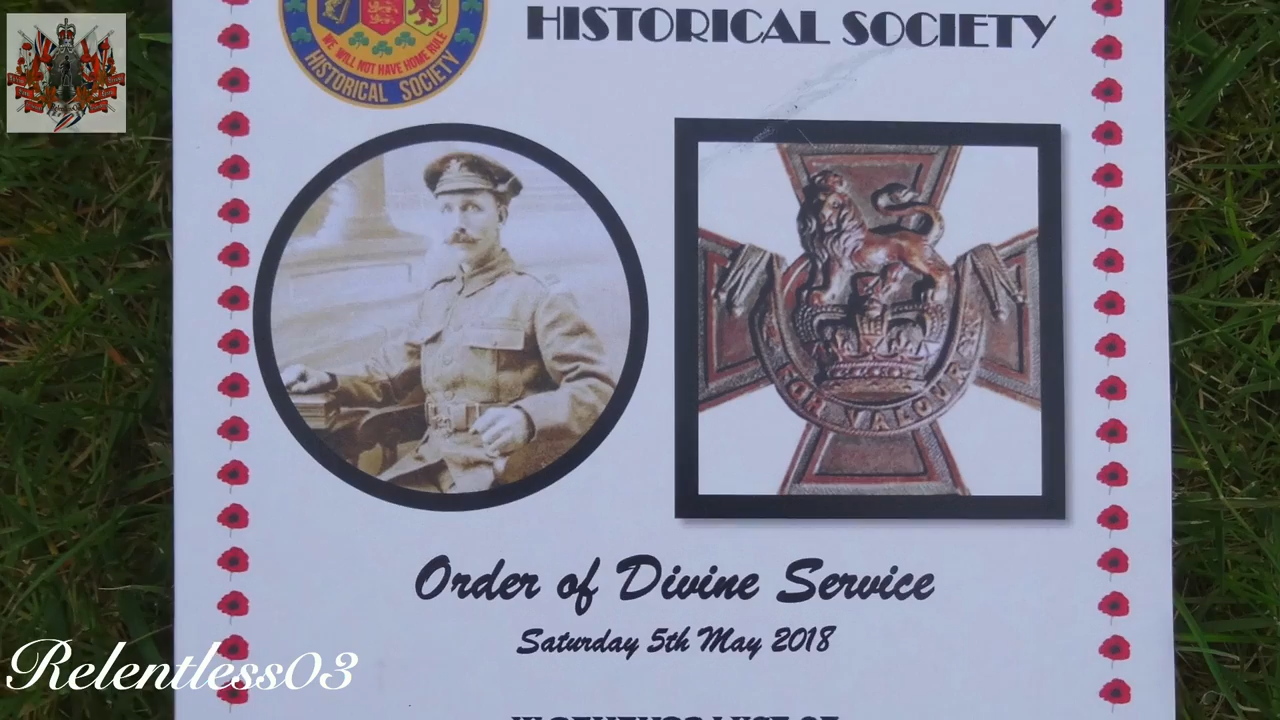 HISTORICAL SOCIETY
WE WILL NOT HAVE HOME RULE
HISTORICAL SOCIETY
FOR VALOUR
Order of Divine Service
Saturday 5th May 2018
Relentless03